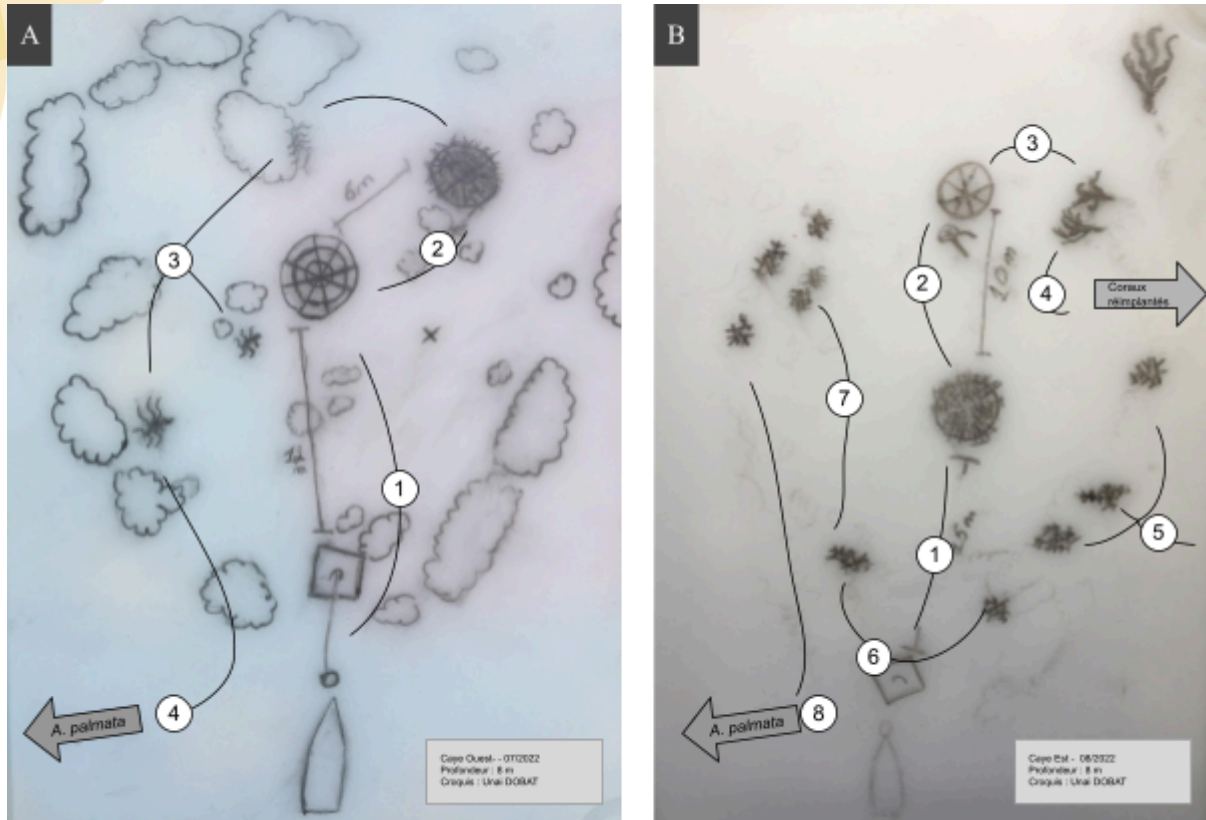 A
6m
3
2
1
4
A. palmata
Caye Ouest- - 07/2022
Profondeur : 8 m
Croquis : Unai DOBAT
B
3
2
10m
4
Coraux
réimplantés
7
5
1
6
8
A. palmata
Caye Est - 08/2022
Profondeur : 8 m
Croquis : Unai DOBAT